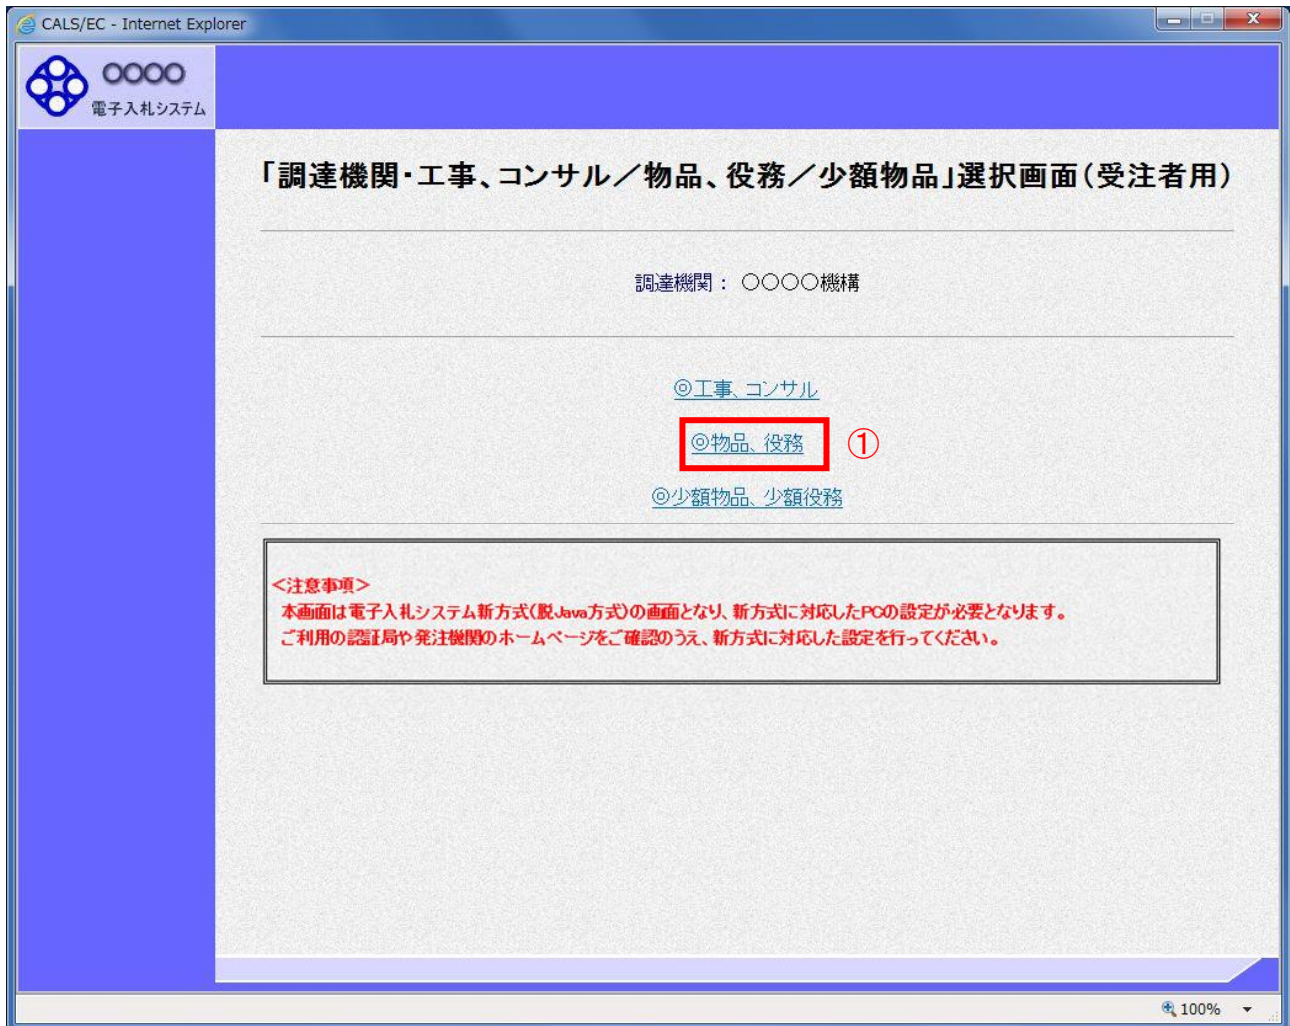 CALS/EC - Internet Explorer
○○○○
電子入札システム
「調達機関・工事、コンサル／物品、役務／少額物品」選択画面（受注者用）
調達機関： ○○○○機構
◎工事、コンサル
◎物品、役務 ①
◎少額物品、少額役務
＜注意事項＞
本画面は電子入札システム新方式(脱Java方式)の画面となり、新方式に対応したPCの設定が必要となります。
ご利用の認証局や発注機関のホームページをご確認のうえ、新方式に対応した設定を行ってください。
100%